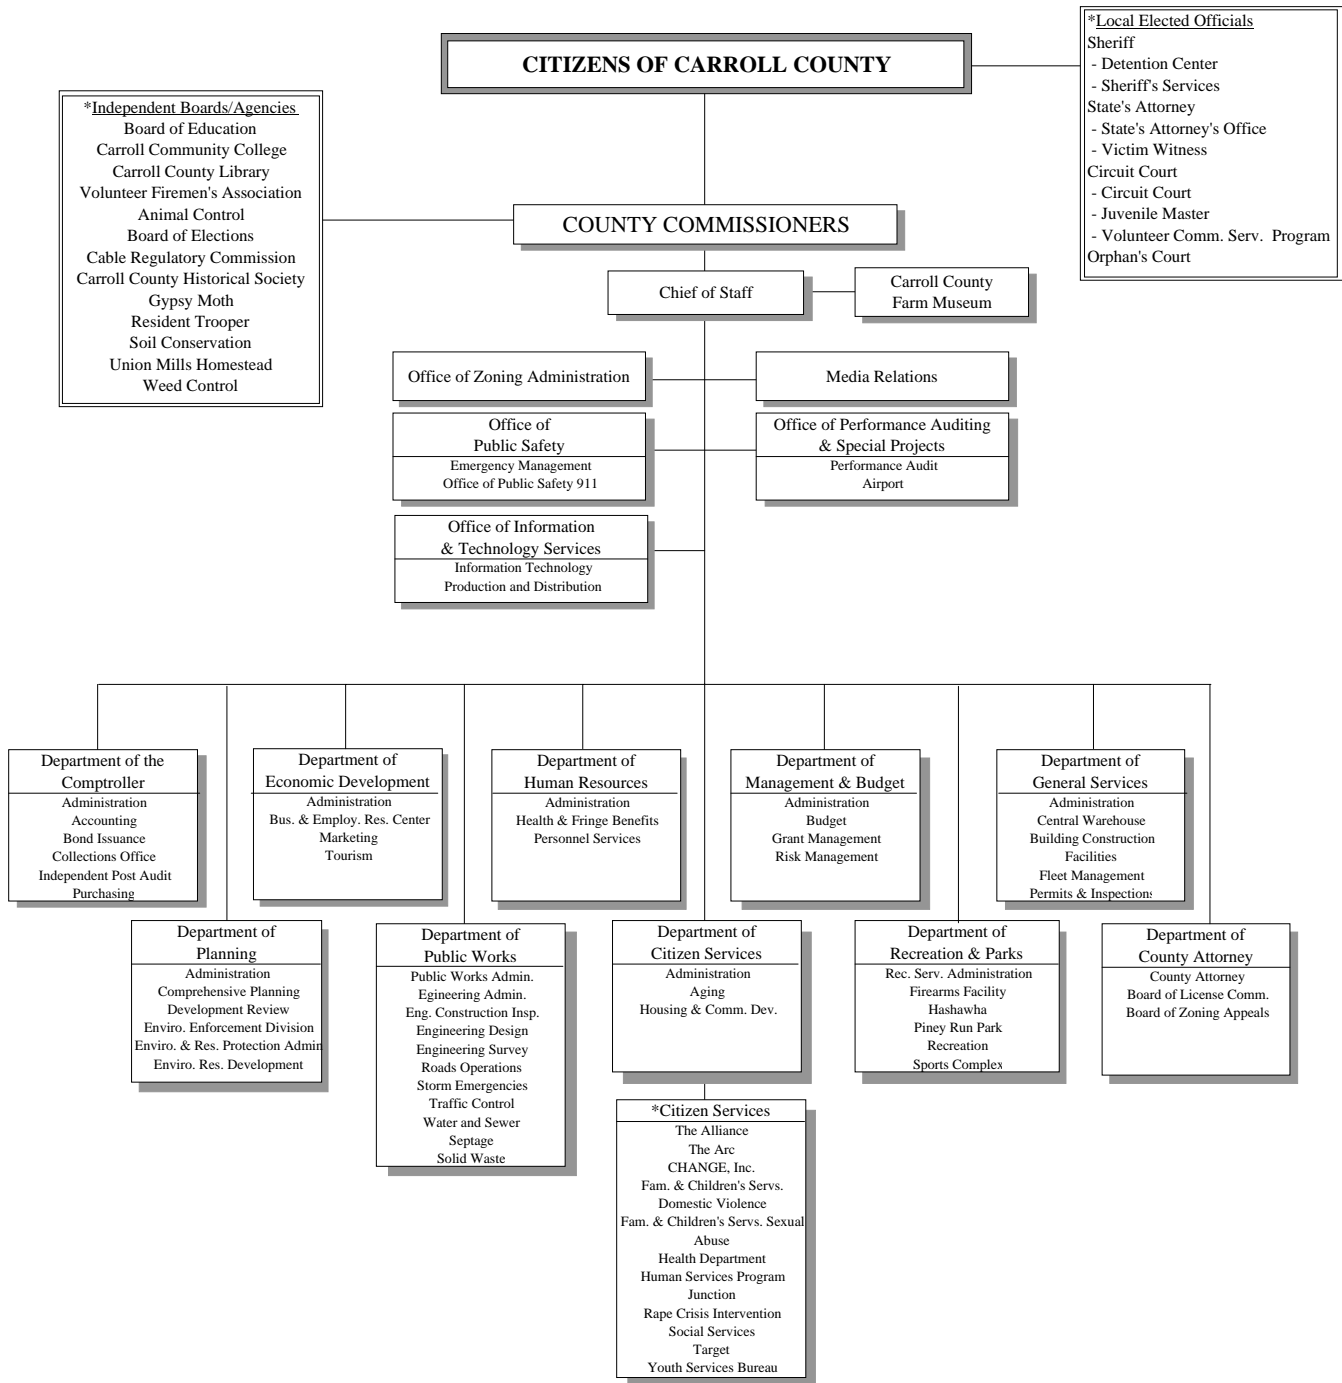 CITIZENS OF CARROLL COUNTY
*Local Elected Officials
Sheriff
- Detention Center
- Sheriff's Services
State's Attorney
- State's Attorney's Office
- Victim Witness
Circuit Court
- Circuit Court
- Juvenile Master
- Volunteer Comm. Serv. Program
Orphan's Court
*Independent Boards/Agencies
Board of Education
Carroll Community College
Carroll County Library
Volunteer Firemen's Association
Animal Control
Board of Elections
Cable Regulatory Commission
Carroll County Historical Society
Gypsy Moth
Resident Trooper
Soil Conservation
Union Mills Homestead
Weed Control
COUNTY COMMISSIONERS
Chief of Staff
Carroll County
Farm Museum
Office of Zoning Administration
Media Relations
Office of
Public Safety
Emergency Management
Office of Public Safety 911
Office of Performance Auditing
& Special Projects
Performance Audit
Airport
Office of Information
& Technology Services
Information Technology
Production and Distribution
Department of the
Comptroller
Administration
Accounting
Bond Issuance
Collections Office
Independent Post Audit
Purchasing
Department of
Economic Development
Administration
Bus. & Employ. Res. Center
Marketing
Tourism
Department of
Human Resources
Administration
Health & Fringe Benefits
Personnel Services
Department of
Management & Budget
Administration
Budget
Grant Management
Risk Management
Department of
General Services
Administration
Central Warehouse
Building Construction
Facilities
Fleet Management
Permits & Inspections
Department of
Planning
Administration
Comprehensive Planning
Development Review
Enviro. Enforcement Division
Enviro. & Res. Protection Admin
Enviro. Res. Development
Department of
Public Works
Public Works Admin.
Egineering Admin.
Eng. Construction Insp.
Engineering Design
Engineering Survey
Roads Operations
Storm Emergencies
Traffic Control
Water and Sewer
Septage
Solid Waste
Department of
Citizen Services
Administration
Aging
Housing & Comm. Dev.
Department of
Recreation & Parks
Rec. Serv. Administration
Firearms Facility
Hashawha
Piney Run Park
Recreation
Sports Complex
Department of
County Attorney
County Attorney
Board of License Comm.
Board of Zoning Appeals
*Citizen Services
The Alliance
The Arc
CHANGE, Inc.
Fam. & Children's Servs.
Domestic Violence
Fam. & Children's Servs. Sexual
Abuse
Health Department
Human Services Program
Junction
Rape Crisis Intervention
Social Services
Target
Youth Services Bureau